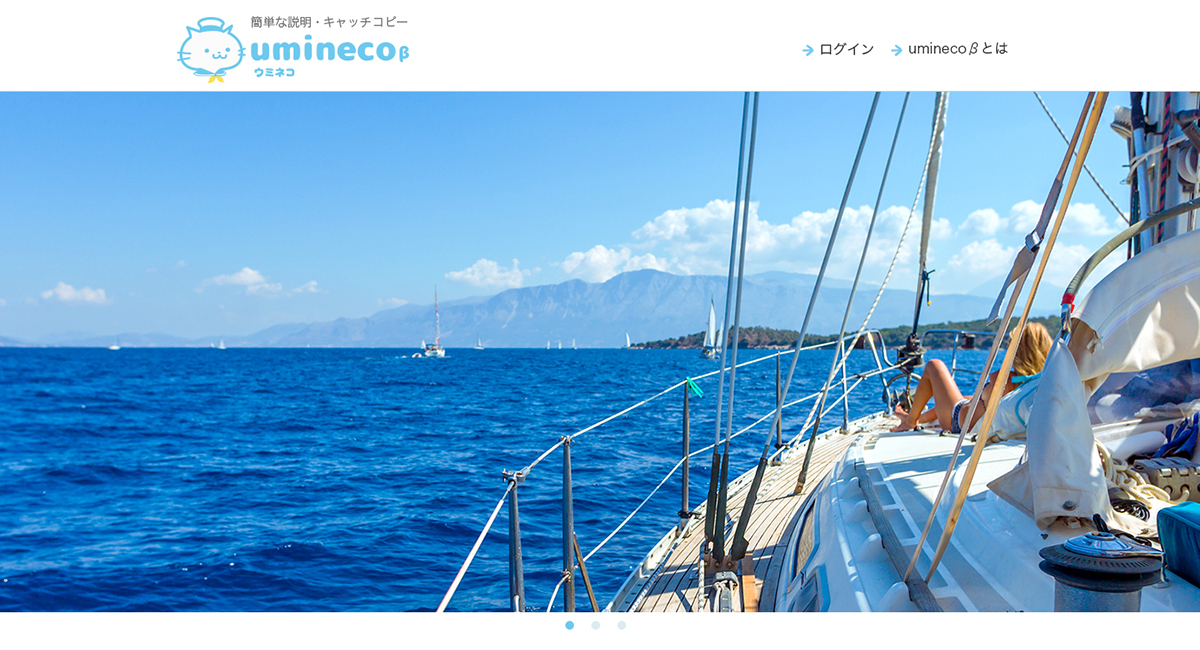 簡単な説明・キャッチコピー
umineco β
ウミネコ
ログイン
umineco βとは